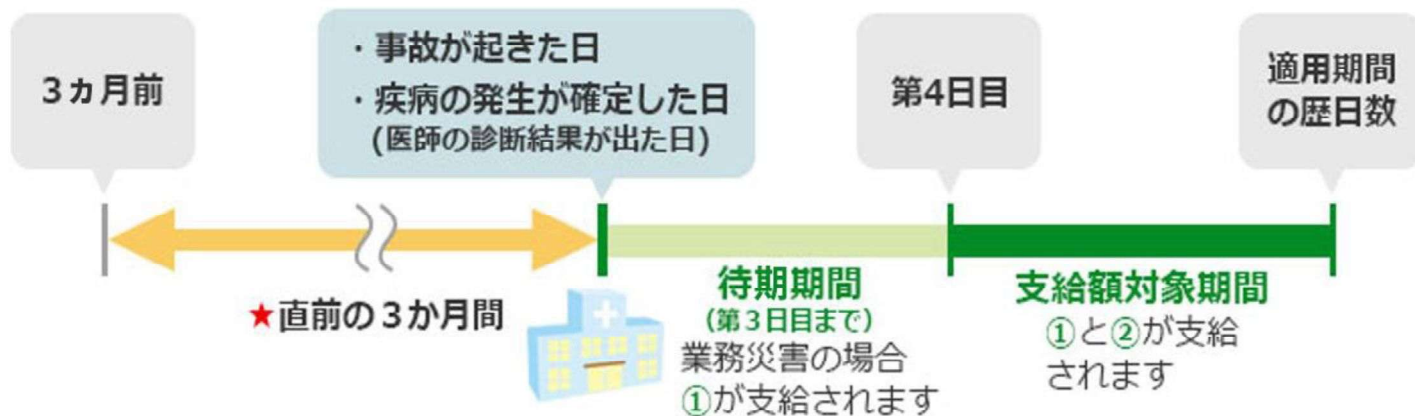 3ヵ月前
・事故が起きた日
・疾病の発生が確定した日
(医師の診断結果が出た日)
第4日目
適用期間
の歴日数
★直前の3か月間
待期期間
(第3日目まで)
業務災害の場合
①が支給されます
支給額対象期間
①と②が支給
されます